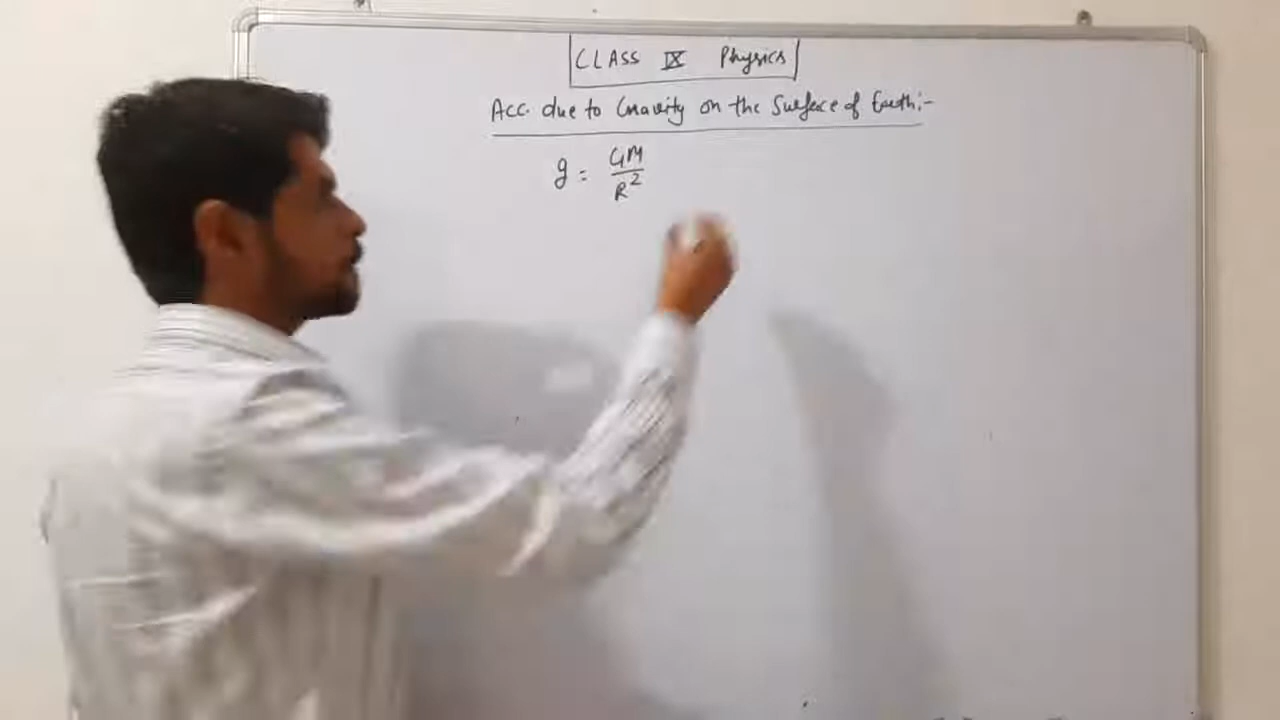 CLASS IX Physics
Acc. due to Gravity on the Surface of Earth:-
g = GM/R²